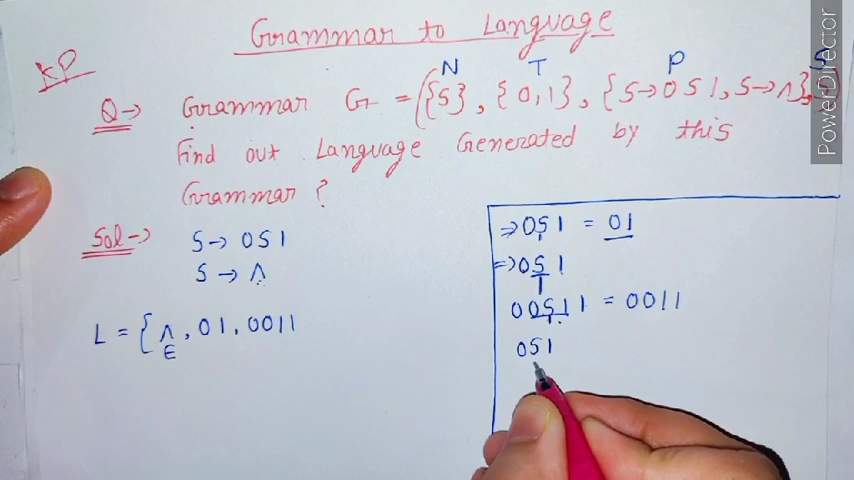 Grammar to Language
KP
N T P
Q→ Grammar G = ({S}, {0,1}, {S→0S1, S→Λ},
Find out Language Generated by this
Grammar ?
Sol→ S→ 0S1
S → Λ
L = { Λ, 01, 0011
E
⇒0S1 = 01
⇒0S1
00S11 = 0011
0S1
PowerDirector